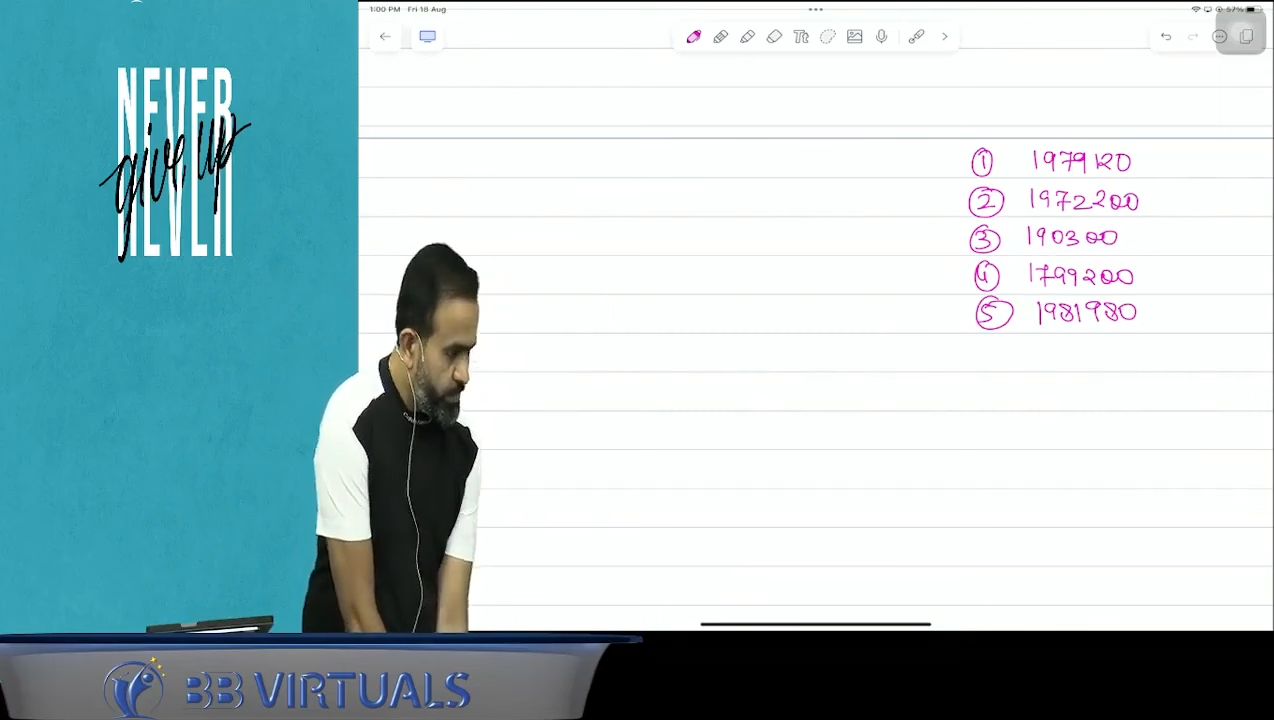 1:00 PM Fri 18 Aug
57%
NEVER
give up
NEVER
① 1979120
② 1972200
③ 190300
④ 1799200
⑤ 1981980
BB VIRTUALS